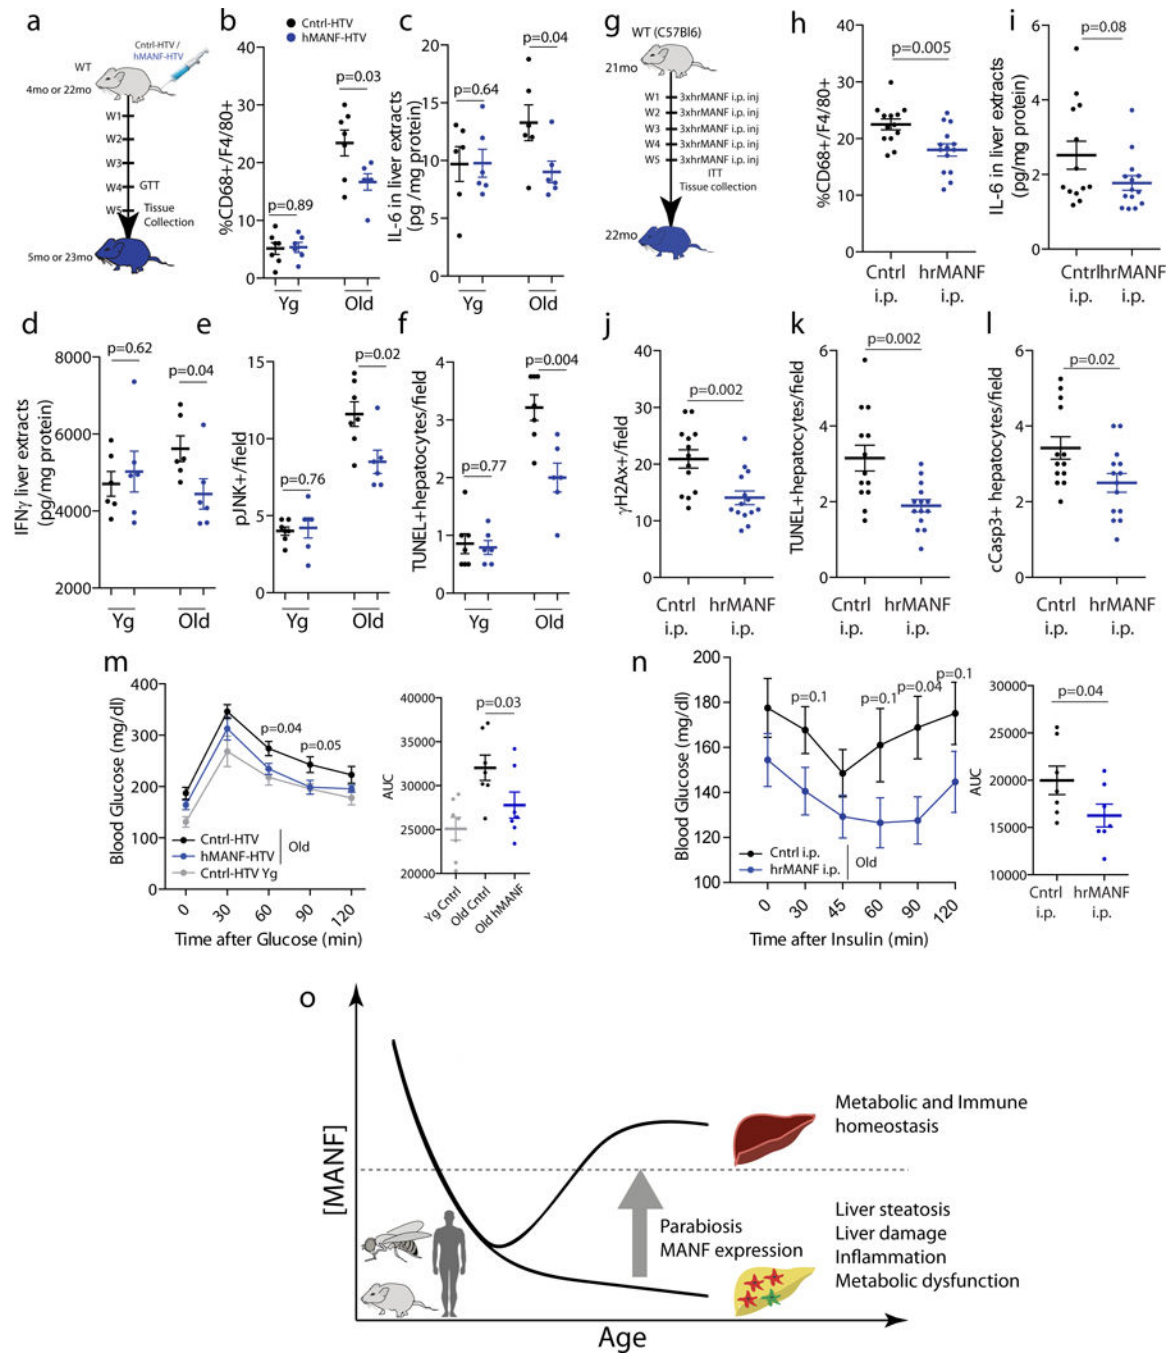 a
Cntrl-HTV /
hMANF-HTV
WT
4mo or 22mo
W1
W2
W3
W4
GTT
W5
Tissue
Collection
5mo or 23mo
b
Cntrl-HTV
hMANF-HTV
%CD68+/F4/80+
40
30
20
10
0
p=0.89
p=0.03
Yg
Old
c
IL-6 in liver extracts
(pg /mg protein)
20
15
10
5
0
p=0.64
p=0.04
Yg
Old
g
WT (C57Bl6)
21mo
W1 3xhrMANF i.p. inj
W2 3xhrMANF i.p. inj
W3 3xhrMANF i.p. inj
W4 3xhrMANF i.p. inj
W5 3xhrMANF i.p. inj
ITT
Tissue collection
22mo
h
%CD68+/F4/80+
40
30
20
10
0
p=0.005
Cntrl
i.p.
hrMANF
i.p.
i
IL-6 in liver extracts
(pg/mg protein)
6
4
2
0
p=0.08
Cntrl
i.p.
hrMANF
i.p.
d
IFNγ liver extracts
(pg/mg protein)
8000
6000
4000
2000
p=0.62
p=0.04
Yg
Old
e
pJNK+/field
15
10
5
0
p=0.76
p=0.02
Yg
Old
f
TUNEL+hepatocytes/field
4
3
2
1
0
p=0.77
p=0.004
Yg
Old
j
γH2Ax+/field
40
30
20
10
0
p=0.002
Cntrl
i.p.
hrMANF
i.p.
k
TUNEL+hepatocytes/field
6
4
2
0
p=0.002
Cntrl
i.p.
hrMANF
i.p.
l
cCasp3+ hepatocytes/field
6
4
2
0
p=0.02
Cntrl
i.p.
hrMANF
i.p.
m
Blood Glucose (mg/dl)
400
300
200
100
0
p=0.04
p=0.05
Cntrl-HTV
hMANF-HTV
Old
Cntrl-HTV Yg
0 30 60 90 120
Time after Glucose (min)
AUC
40000
35000
30000
25000
20000
p=0.03
Yg Cntrl
Old Cntrl
Old hMANF
n
Blood Glucose (mg/dl)
200
180
160
140
120
100
p=0.1
p=0.1
p=0.04
p=0.1
Cntrl i.p.
hrMANF i.p.
Old
0 30 45 60 90 120
Time after Insulin (min)
AUC
30000
25000
20000
15000
10000
p=0.04
Cntrl
i.p.
hrMANF
i.p.
o
[MANF]
Metabolic and Immune
homeostasis
Parabiosis
MANF expression
Liver steatosis
Liver damage
Inflammation
Metabolic dysfunction
Age